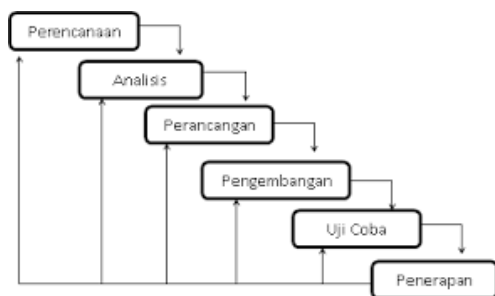 Perencanaan
Analisis
Perancangan
Pengembangan
Uji Coba
Penerapan